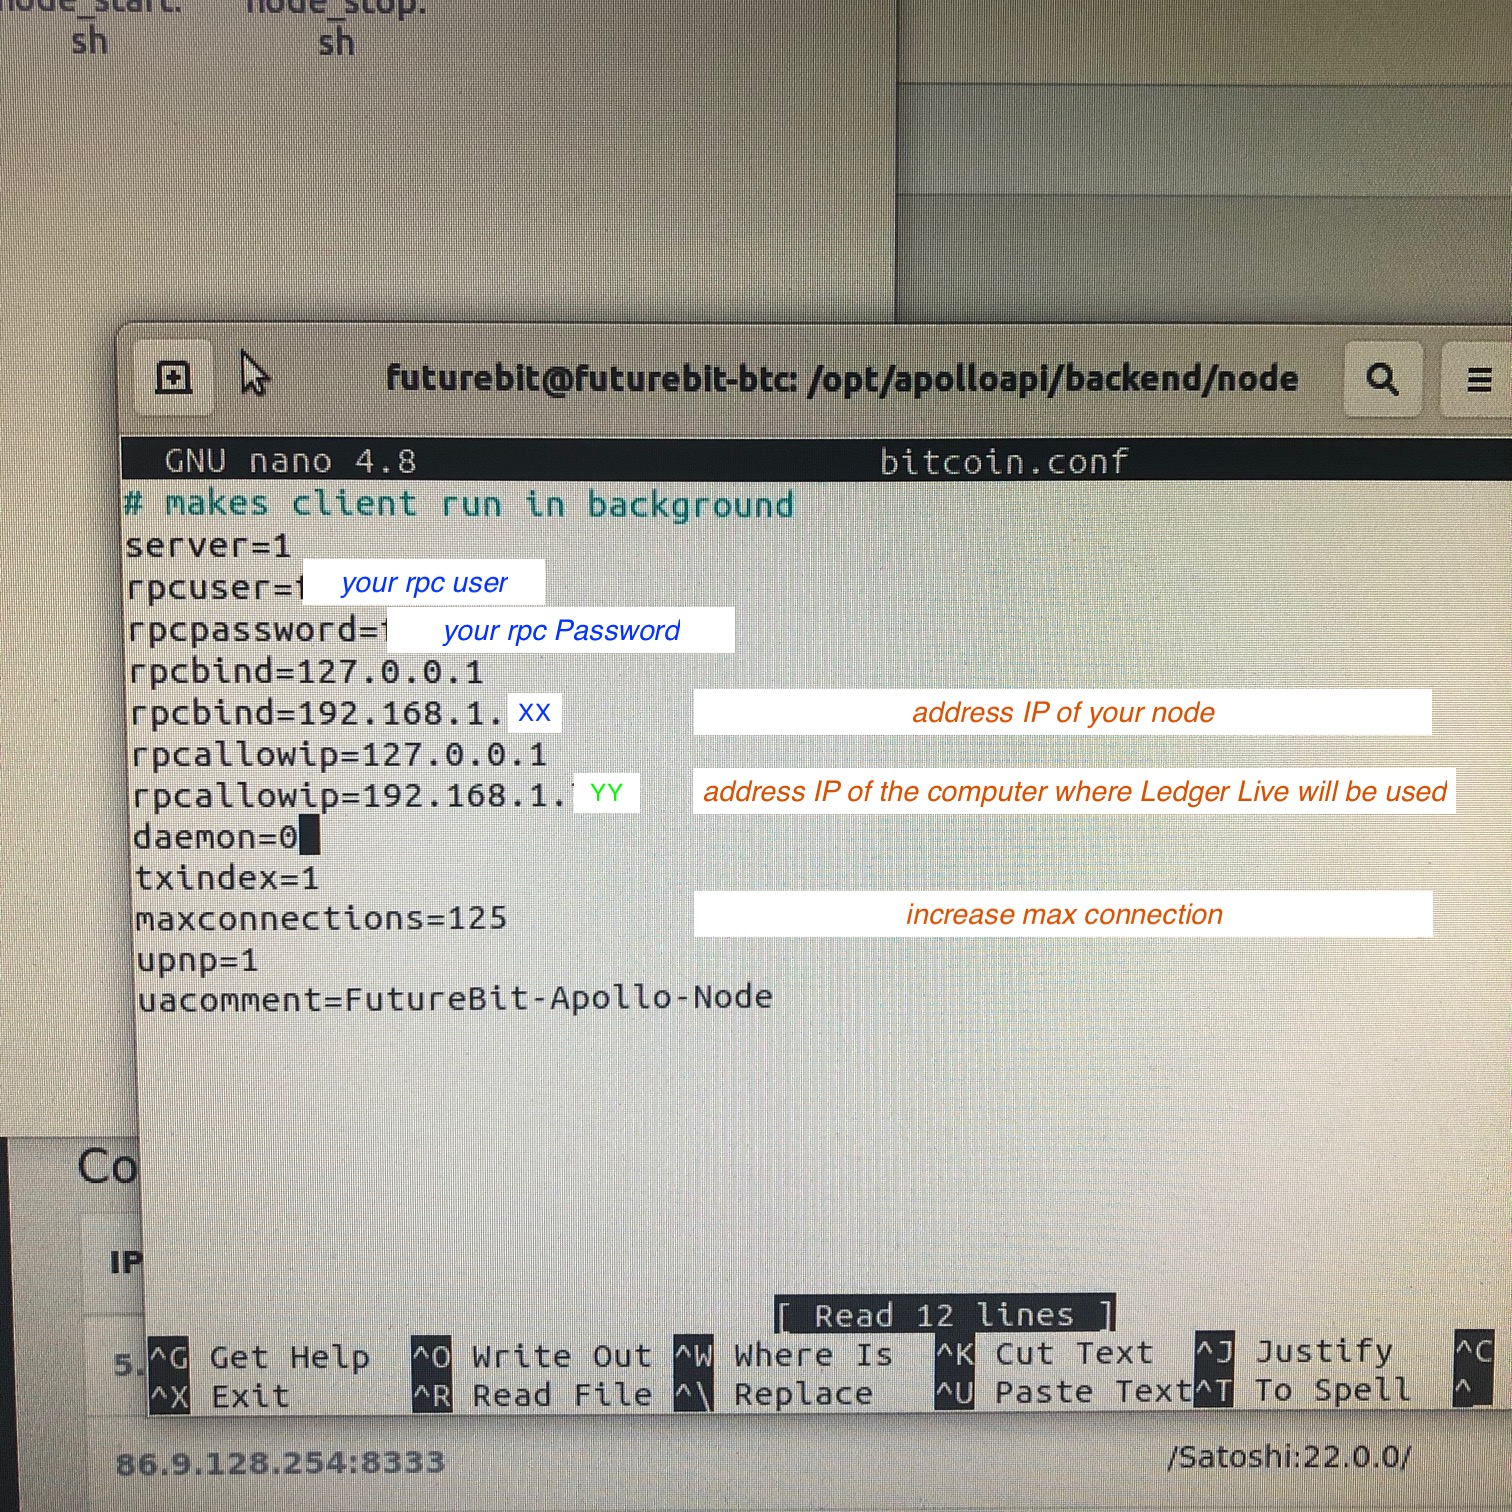 node_start. node_stop.
sh sh
futurebit@futurebit-btc: /opt/apolloapi/backend/node
GNU nano 4.8 bitcoin.conf
# makes client run in background
server=1
rpcuser=f your rpc user
rpcpassword=f your rpc Password
rpcbind=127.0.0.1
rpcbind=192.168.1. XX address IP of your node
rpcallowip=127.0.0.1
rpcallowip=192.168.1. YY address IP of the computer where Ledger Live will be used
daemon=0
txindex=1
maxconnections=125 increase max connection
upnp=1
uacomment=FutureBit-Apollo-Node
Co
IP
[ Read 12 lines ]
5. ^G Get Help ^O Write Out ^W Where Is ^K Cut Text ^J Justify ^C
^X Exit ^R Read File ^\ Replace ^U Paste Text ^T To Spell ^
86.9.128.254:8333 /Satoshi:22.0.0/